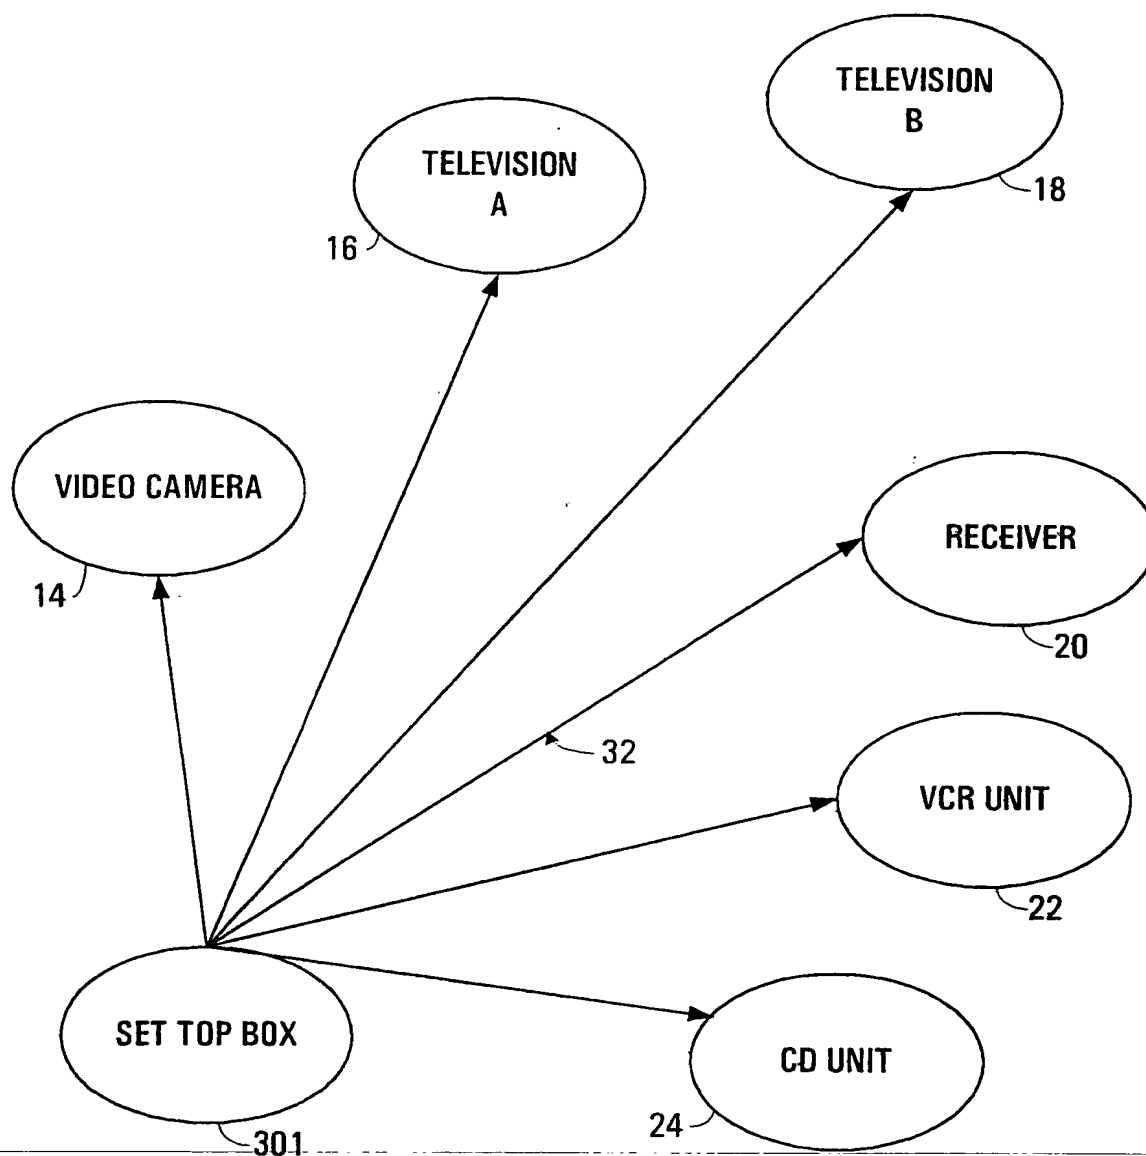 TELEVISION
B
18
TELEVISION
A
16
VIDEO CAMERA
14
RECEIVER
20
32
VCR UNIT
22
SET TOP BOX
301
CD UNIT
24